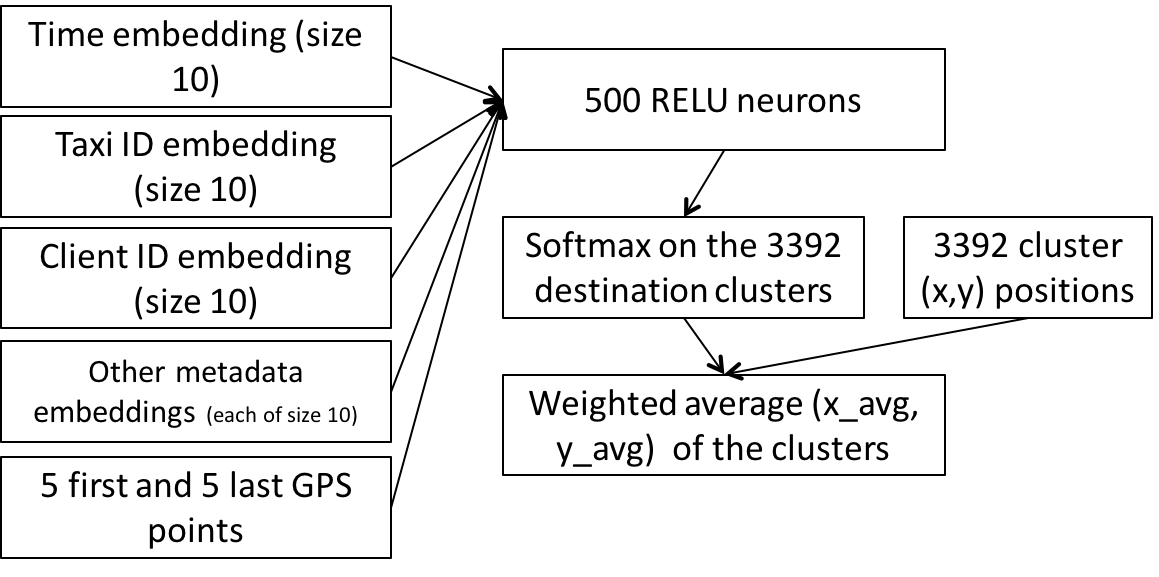 Time embedding (size
10)
Taxi ID embedding
(size 10)
Client ID embedding
(size 10)
Other metadata
embeddings (each of size 10)
5 first and 5 last GPS
points
500 RELU neurons
Softmax on the 3392
destination clusters
3392 cluster
(x,y) positions
Weighted average (x_avg,
y_avg) of the clusters